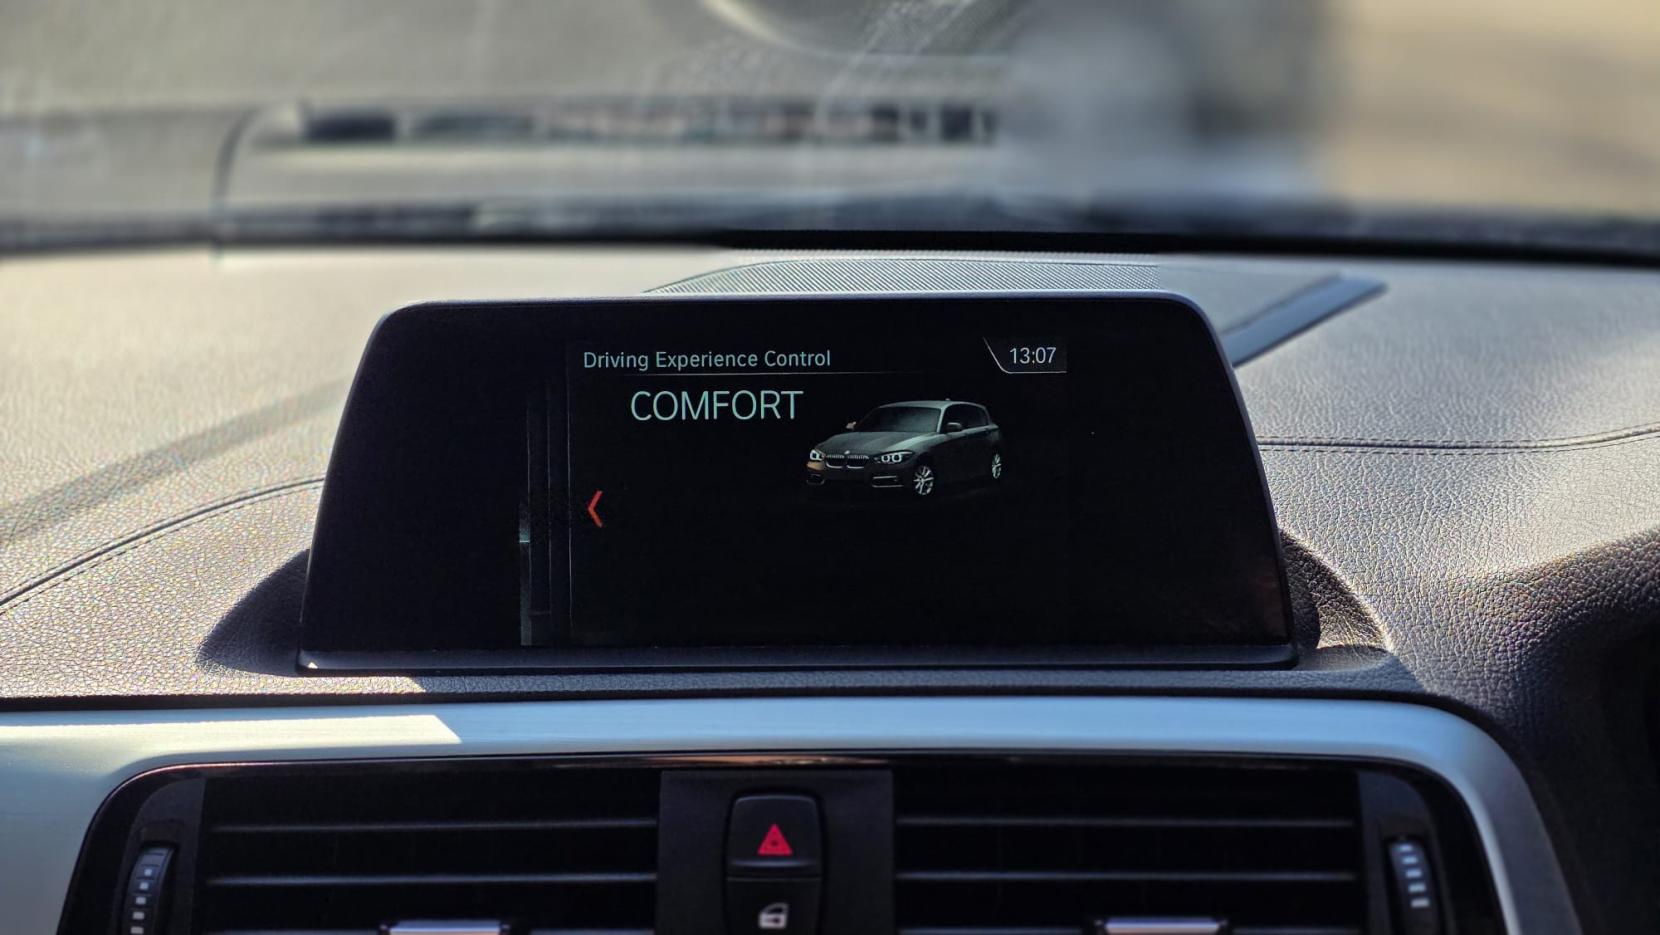 Driving Experience Control
13:07
COMFORT